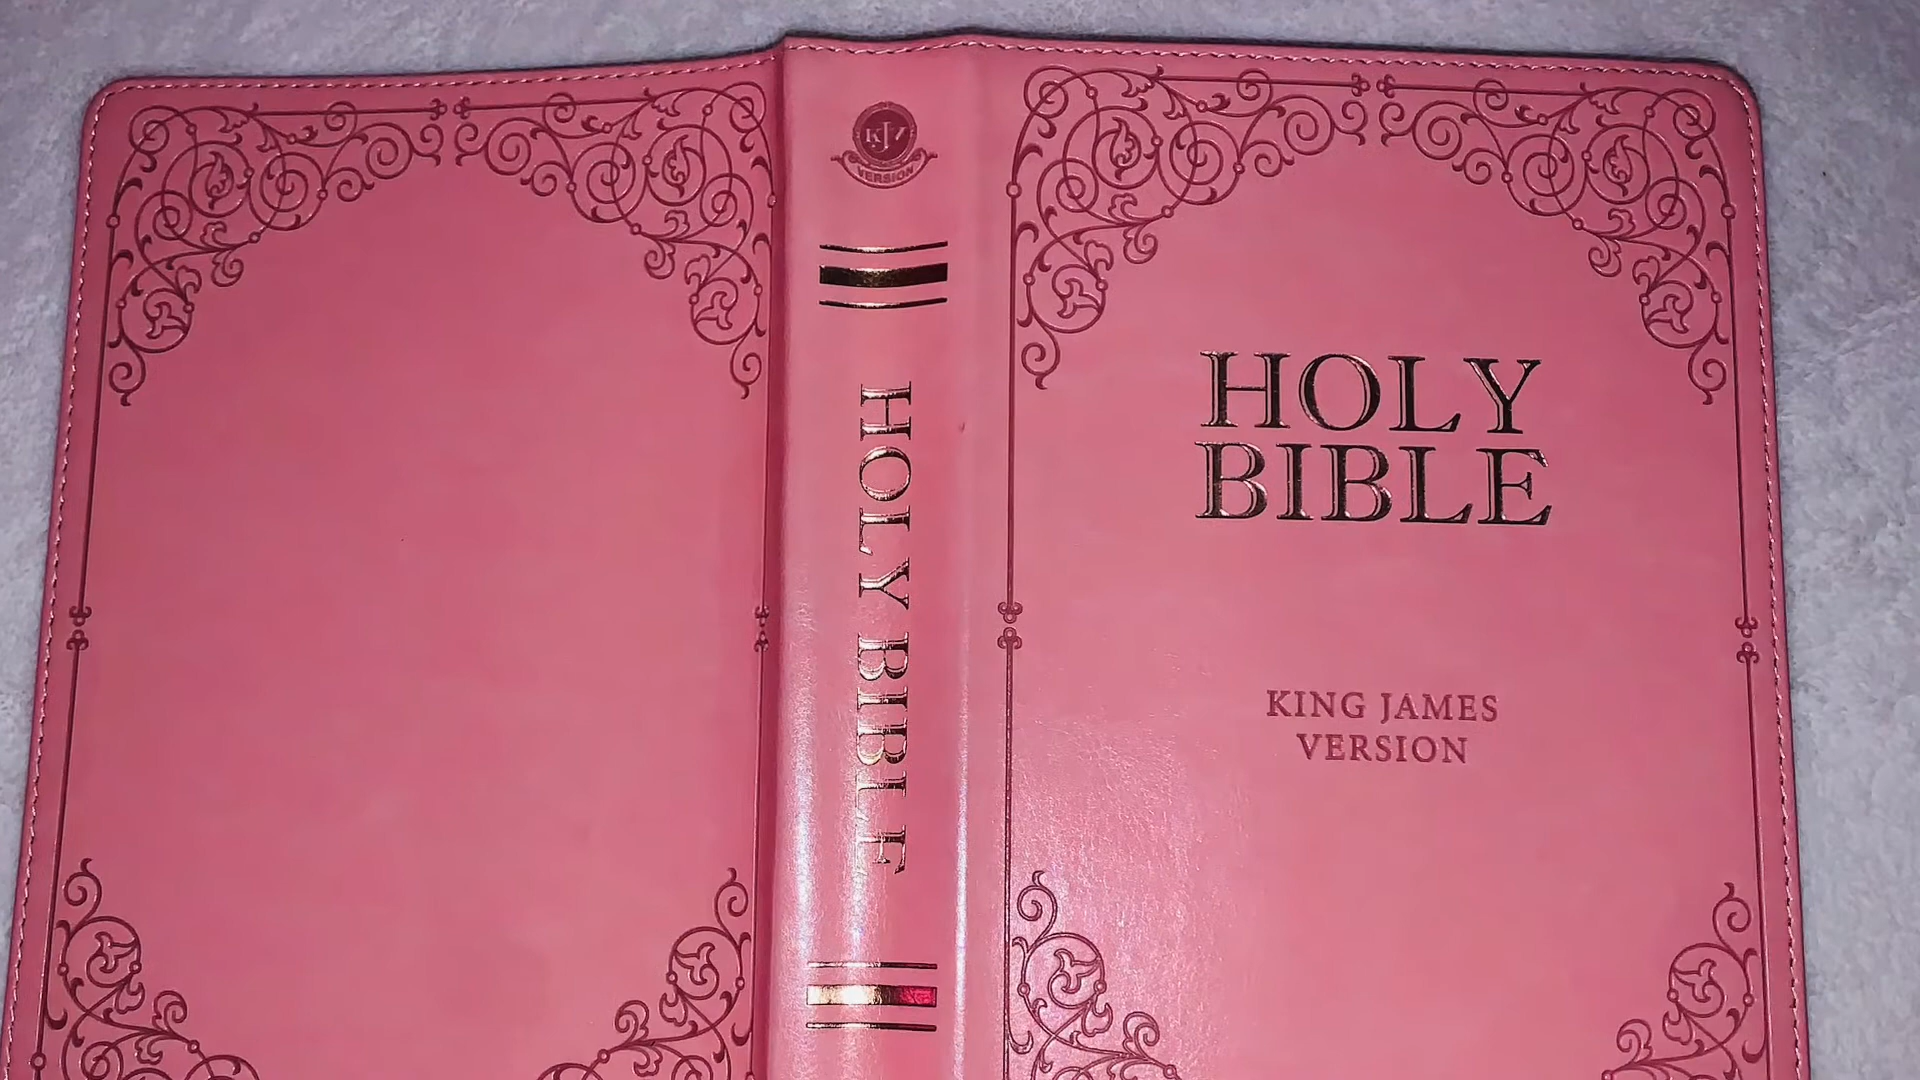 KJV
VERSION
HOLY BIBLE
HOLY
BIBLE
KING JAMES
VERSION